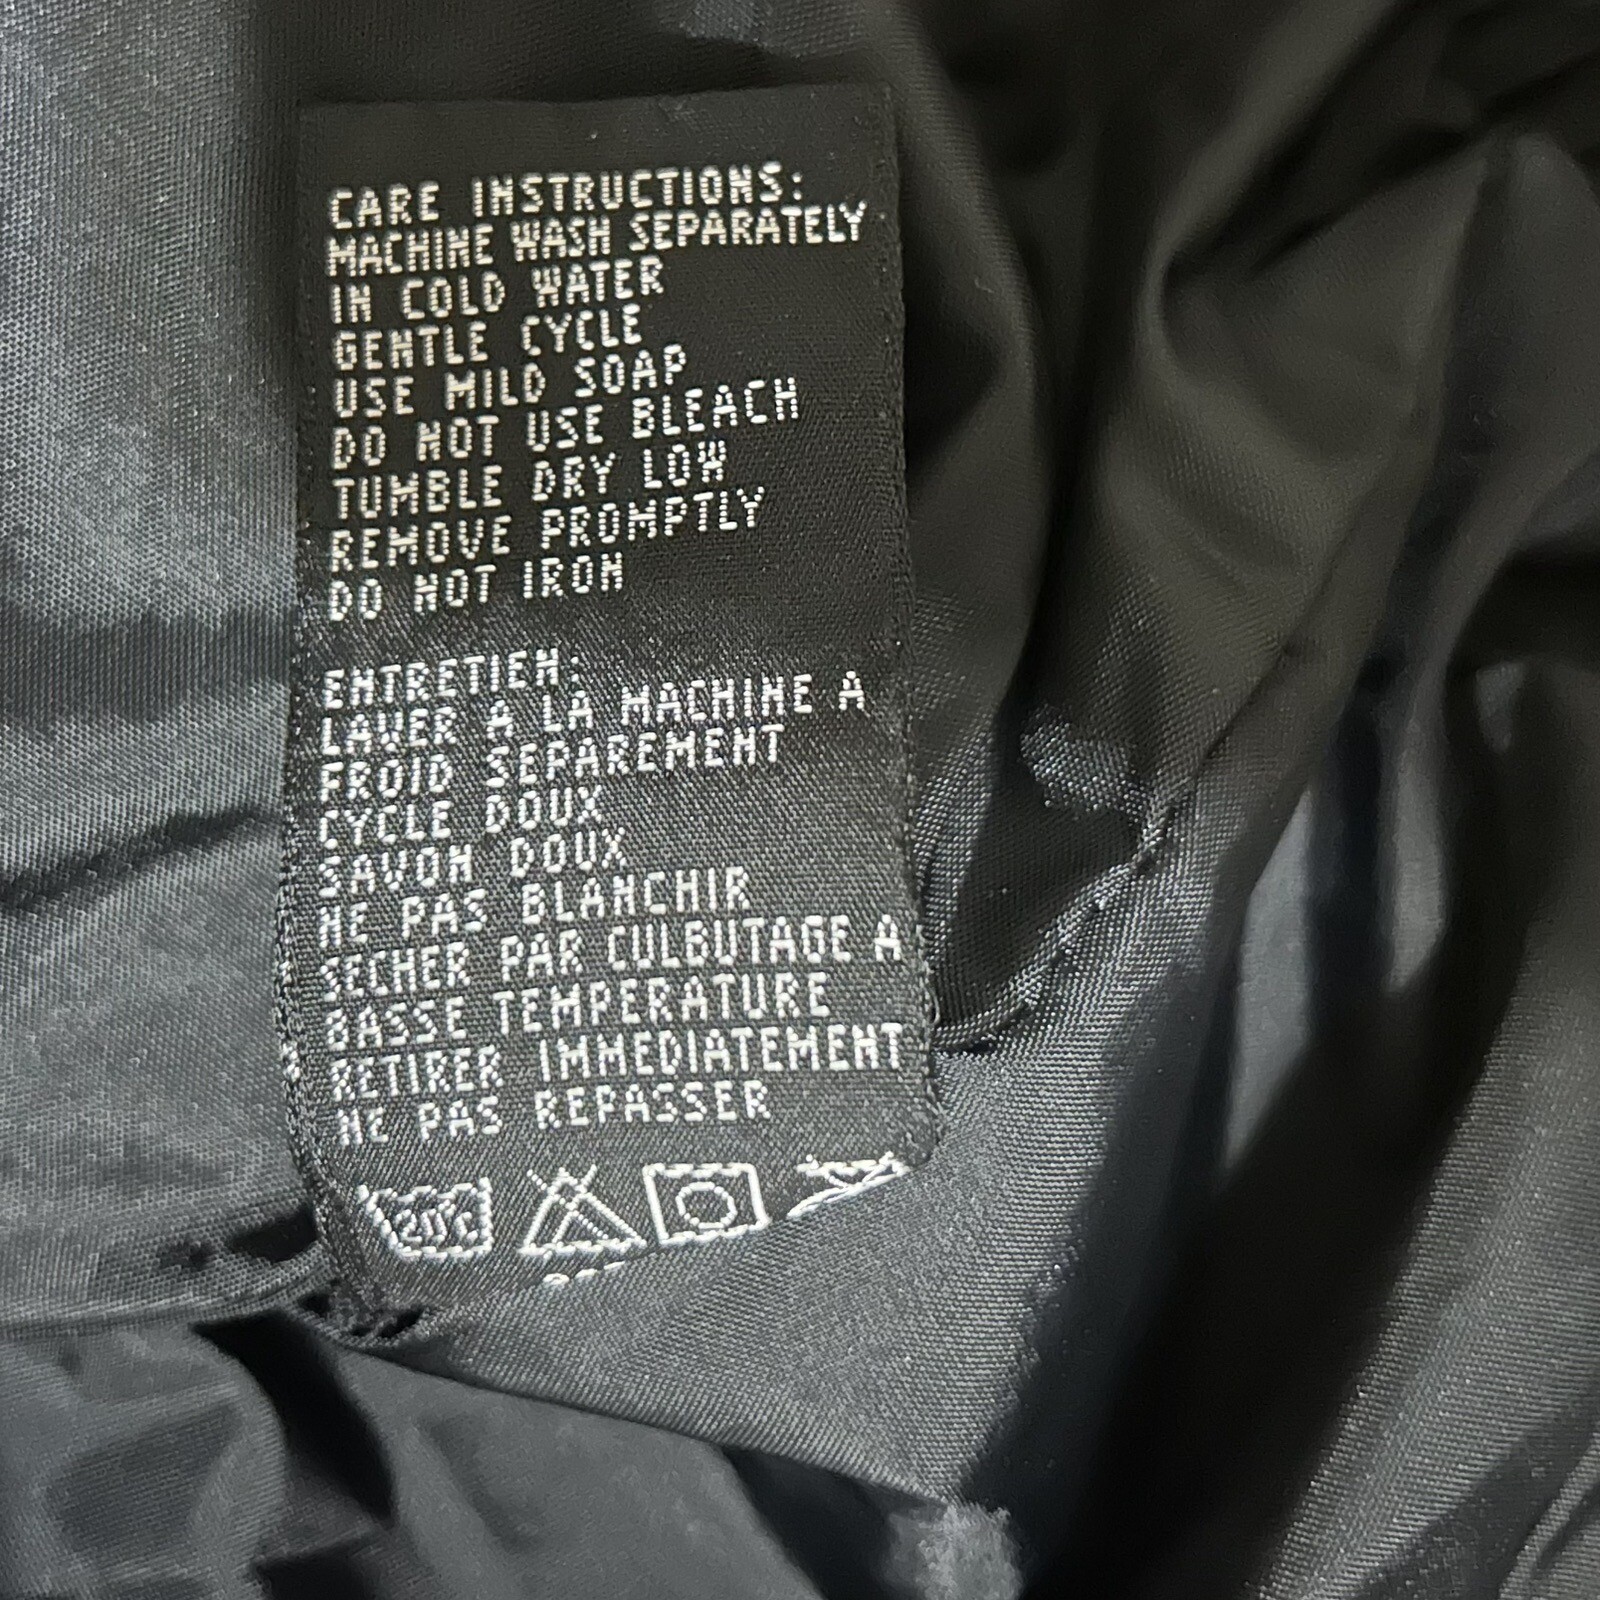 CARE INSTRUCTIONS:
MACHINE WASH SEPARATELY
IN COLD WATER
GENTLE CYCLE
USE MILD SOAP
DO NOT USE BLEACH
TUMBLE DRY LOW
REMOVE PROMPTLY
DO NOT IRON
ENTRETIEN:
LAVER A LA MACHINE A
FROID SEPAREMENT
CYCLE DOUX
SAVON DOUX
NE PAS BLANCHIR
SECHER PAR CULBUTAGE A
BASSE TEMPERATURE
RETIRER IMMEDIATEMENT
NE PAS REPASSER
20°C